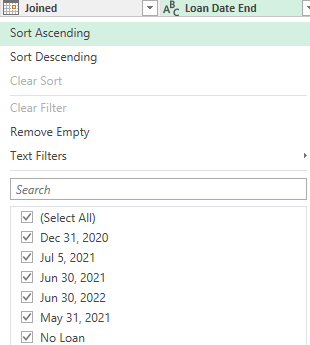 Joined
ABC Loan Date End
Sort Ascending
Sort Descending
Clear Sort
Clear Filter
Remove Empty
Text Filters
Search
(Select All)
Dec 31, 2020
Jul 5, 2021
Jun 30, 2021
Jun 30, 2022
May 31, 2021
No Loan